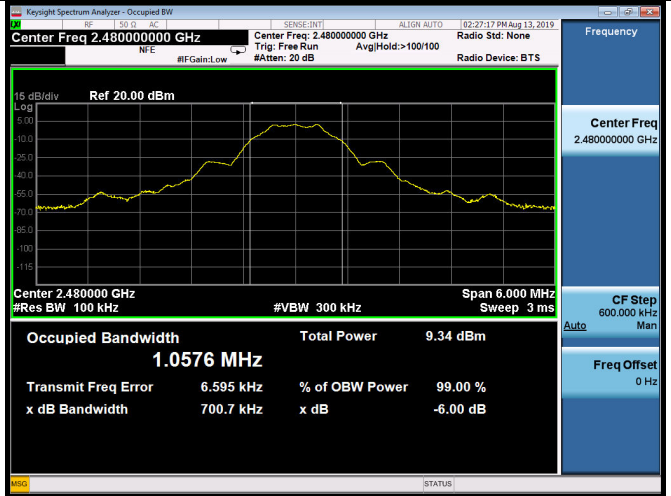 Keysight Spectrum Analyzer - Occupied BW
RF 50 Ω AC SENSE:INT ALIGN AUTO 02:27:17 PM Aug 13, 2019
Center Freq 2.480000000 GHz
Center Freq: 2.480000000 GHz Radio Std: None
NFE Trig: Free Run Avg|Hold:>100/100
#IFGain:Low #Atten: 20 dB Radio Device: BTS
Frequency
15 dB/div Ref 20.00 dBm
Log
5.00
-10.0
-25.0
-40.0
-55.0
-70.0
-85.0
-100
-115
Center 2.480000 GHz Span 6.000 MHz
#Res BW 100 kHz #VBW 300 kHz Sweep 3 ms
Occupied Bandwidth Total Power 9.34 dBm
1.0576 MHz
Transmit Freq Error 6.595 kHz % of OBW Power 99.00 %
x dB Bandwidth 700.7 kHz x dB -6.00 dB
Center Freq
2.480000000 GHz
CF Step
600.000 kHz
Auto Man
Freq Offset
0 Hz
MSG STATUS